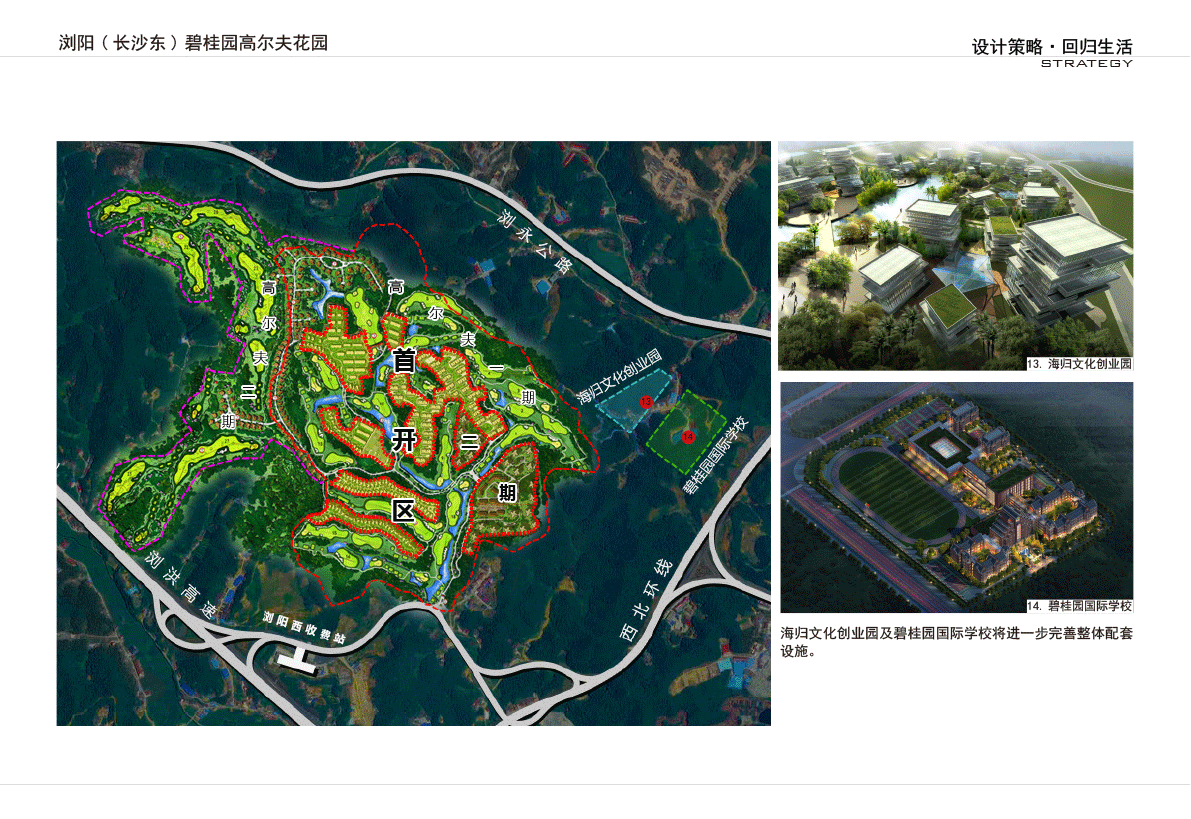 浏阳（长沙东）碧桂园高尔夫花园
设计策略·回归生活
STRATEGY
浏永公路
高尔夫二期
高尔夫一期
首开区
二期
海归文化创业园
13
14
碧桂园国际学校
浏洪高速
浏阳西收费站
西北环线
13. 海归文化创业园
14. 碧桂园国际学校
海归文化创业园及碧桂园国际学校将进一步完善整体配套
设施。